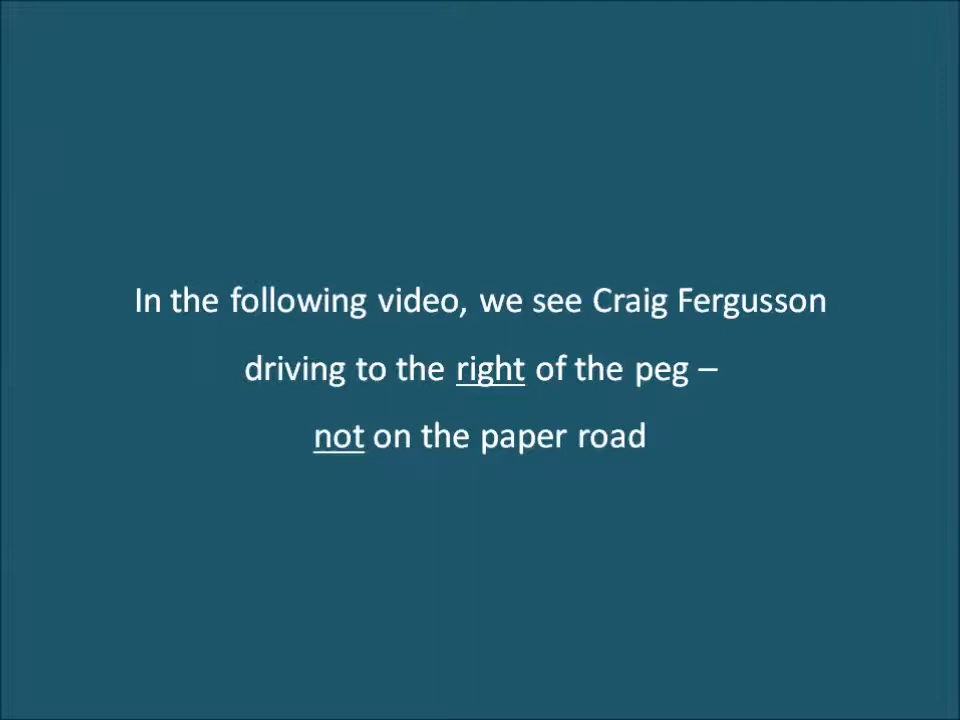 In the following video, we see Craig Fergusson
driving to the right of the peg –
not on the paper road